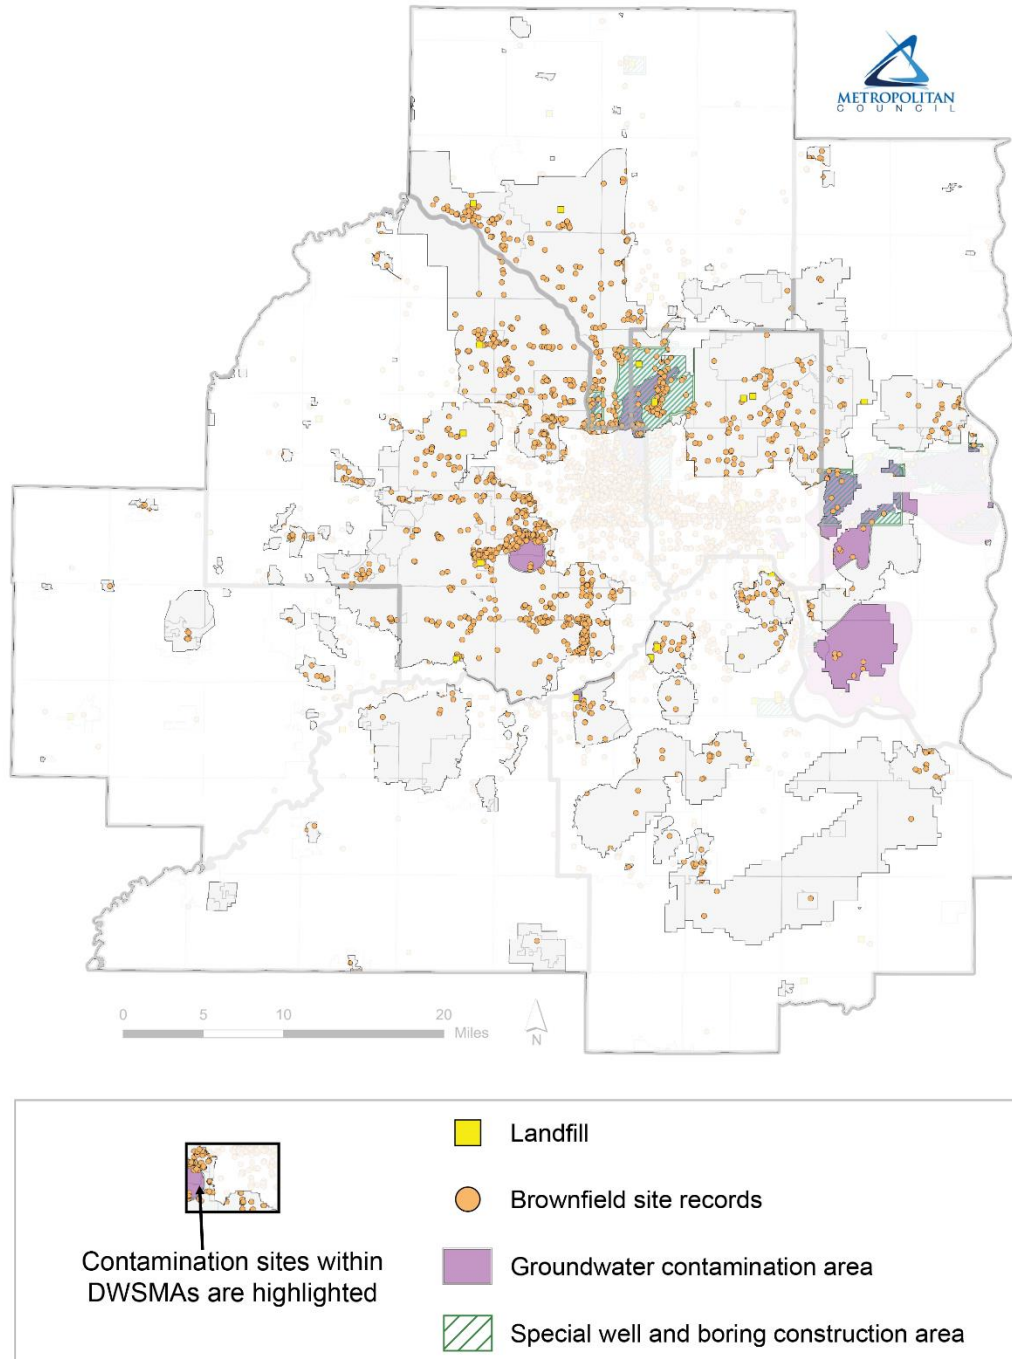 METROPOLITAN
COUNCIL
0 5 10 20
Miles
N
Landfill
Brownfield site records
Contamination sites within
DWSMAs are highlighted
Groundwater contamination area
Special well and boring construction area